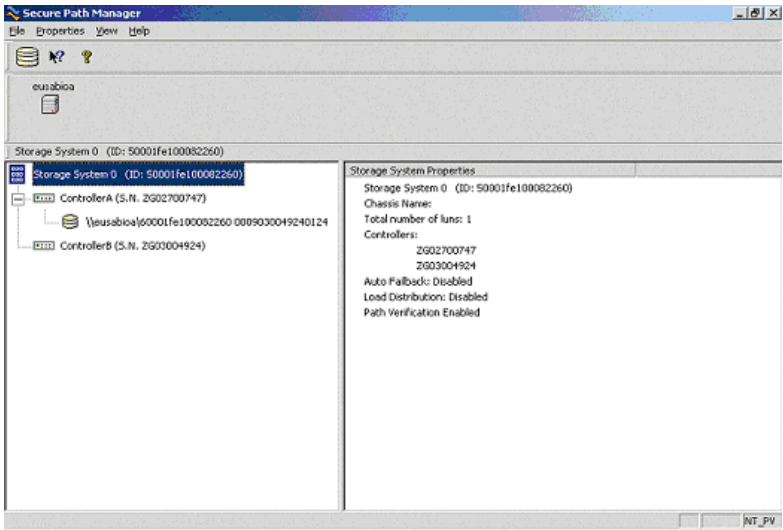 Secure Path Manager
File Properties View Help
eusabioa
Storage System 0 (ID: 50001fe100082260)
Storage System 0 (ID: 50001fe100082260)
ControllerA (S.N. ZG02700747)
\\eusabioa\60001fe100082260 0009030049240124
ControllerB (S.N. ZG03004924)
Storage System Properties
Storage System 0 (ID: 50001fe100082260)
Chassis Name:
Total number of luns: 1
Controllers:
ZG02700747
ZG03004924
Auto Failback: Disabled
Load Distribution: Disabled
Path Verification Enabled
NT_PV